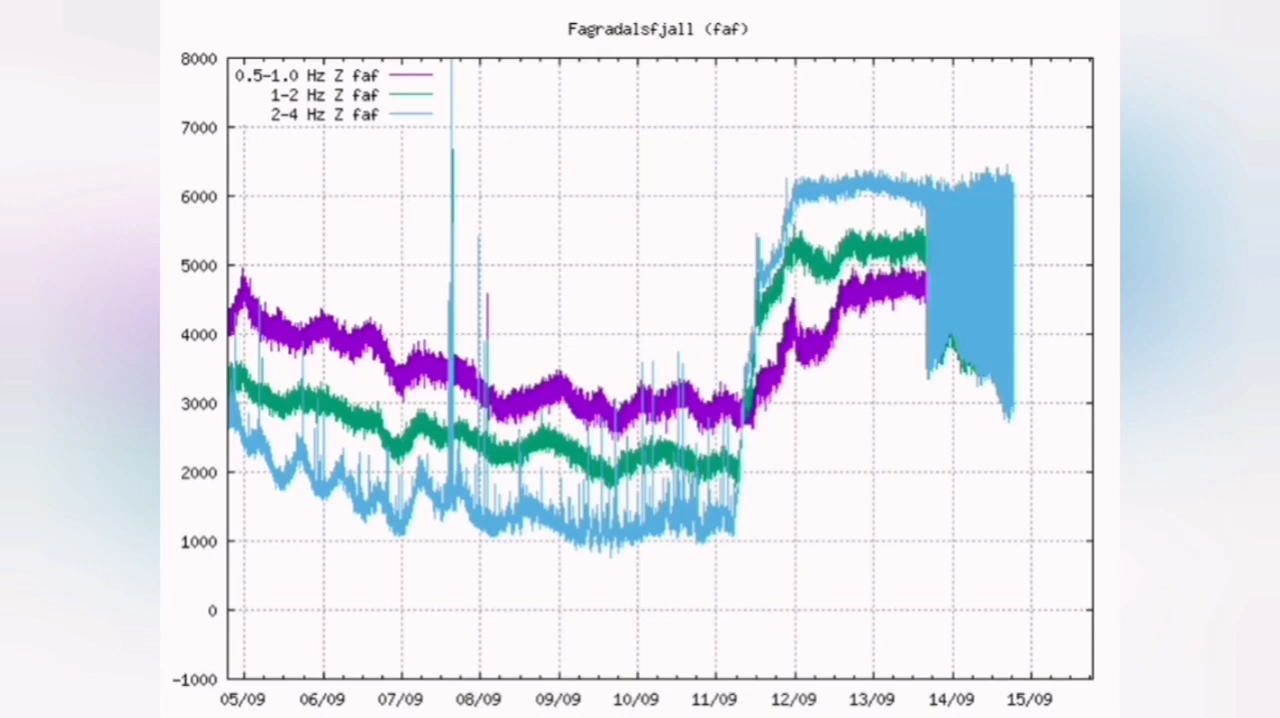 Fagradalsfjall (faf)
8000
0.5-1.0 Hz Z faf
1-2 Hz Z faf
2-4 Hz Z faf
7000
6000
5000
4000
3000
2000
1000
0
-1000
05/09 06/09 07/09 08/09 09/09 10/09 11/09 12/09 13/09 14/09 15/09